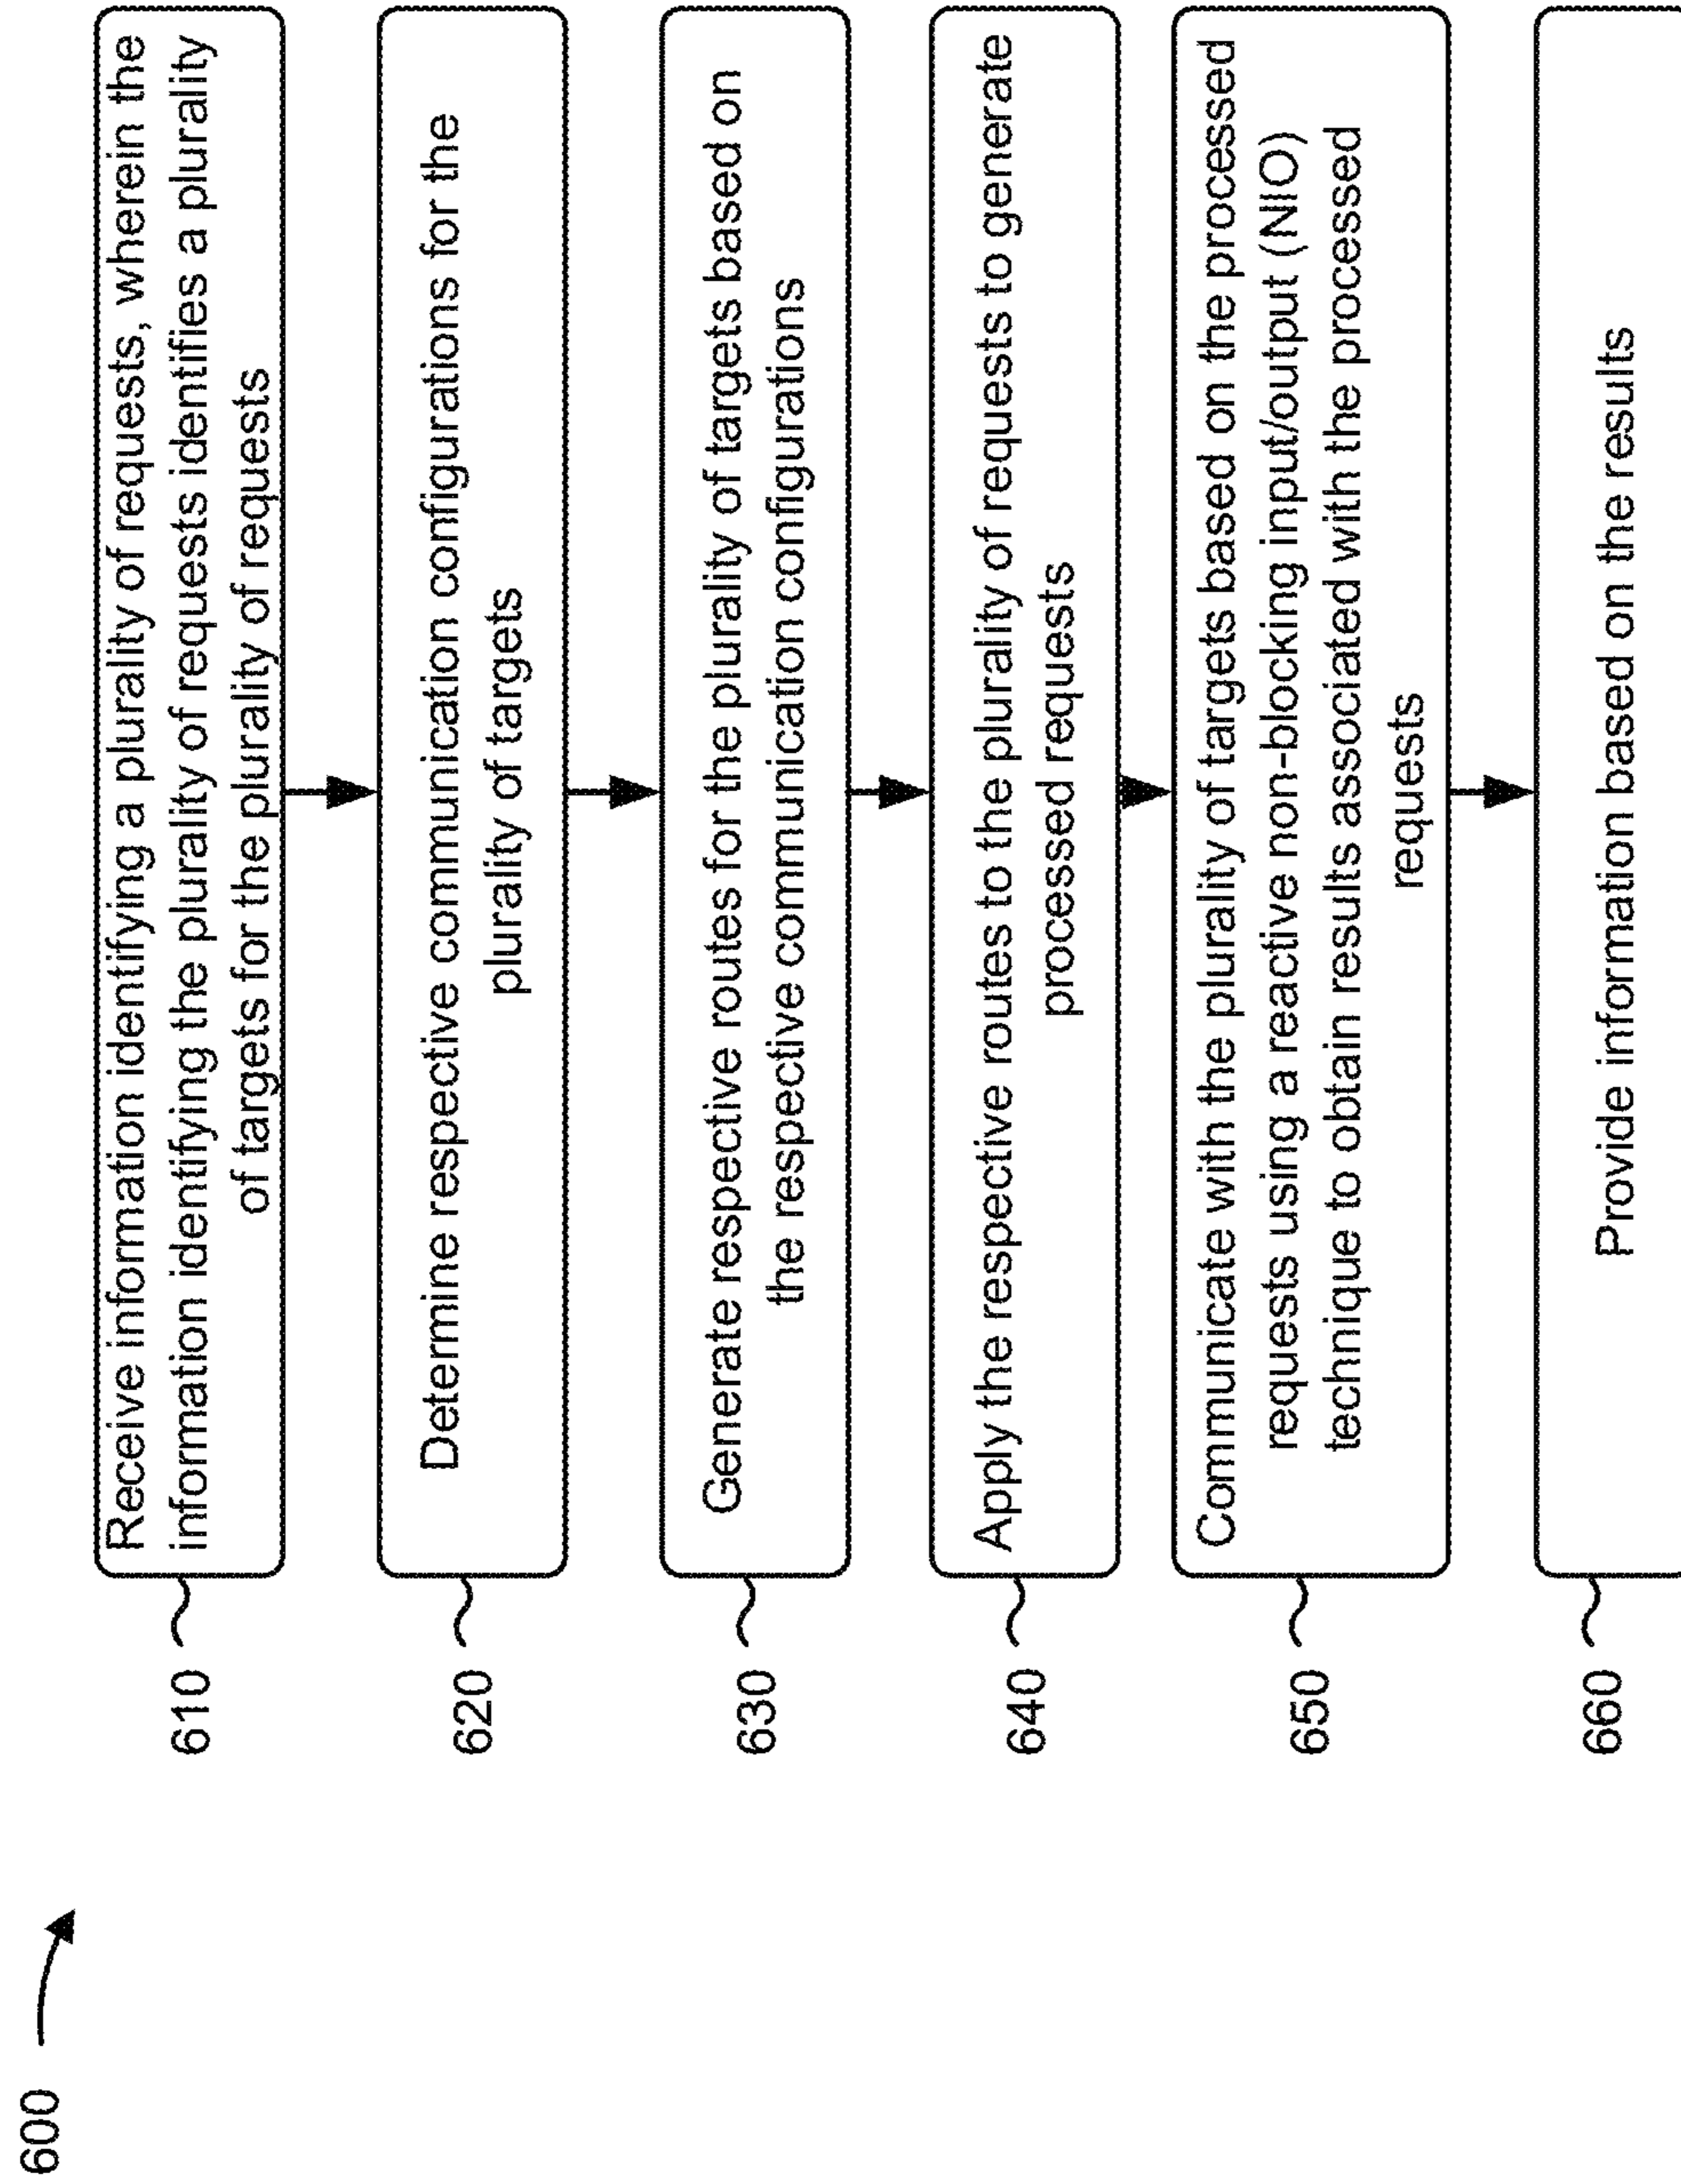 600
610
Receive information identifying a plurality of requests, wherein the
information identifying the plurality of requests identifies a plurality
of targets for the plurality of requests
620
Determine respective communication configurations for the
plurality of targets
630
Generate respective routes for the plurality of targets based on
the respective communication configurations
640
Apply the respective routes to the plurality of requests to generate
processed requests
650
Communicate with the plurality of targets based on the processed
requests using a reactive non-blocking input/output (NIO)
technique to obtain results associated with the processed
requests
660
Provide information based on the results